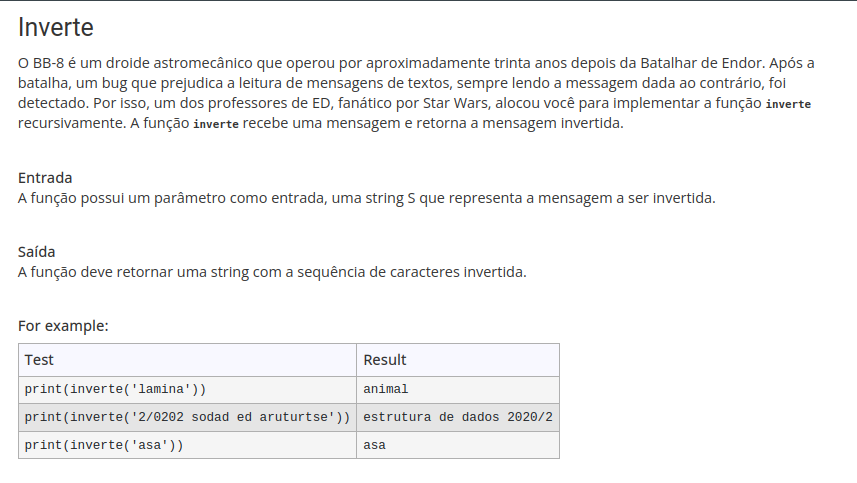 Inverte
O BB-8 é um droide astromecânico que operou por aproximadamente trinta anos depois da Batalhar de Endor. Após a
batalha, um bug que prejudica a leitura de mensagens de textos, sempre lendo a messagem dada ao contrário, foi
detectado. Por isso, um dos professores de ED, fanático por Star Wars, alocou você para implementar a função inverte
recursivamente. A função inverte recebe uma mensagem e retorna a mensagem invertida.
Entrada
A função possui um parâmetro como entrada, uma string S que representa a mensagem a ser invertida.
Saída
A função deve retornar uma string com a sequência de caracteres invertida.
For example:
Test Result
print(inverte('lamina')) animal
print(inverte('2/0202 sodad ed aruturtse')) estrutura de dados 2020/2
print(inverte('asa')) asa